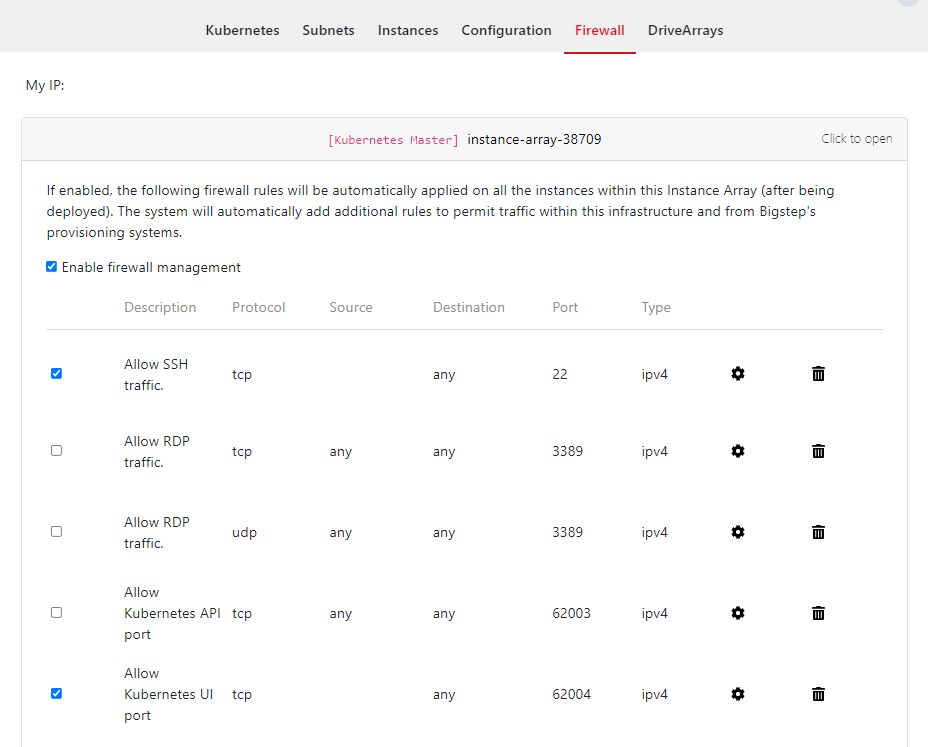 Kubernetes Subnets Instances Configuration Firewall DriveArrays
My IP:
[Kubernetes Master] instance-array-38709 Click to open
If enabled, the following firewall rules will be automatically applied on all the instances within this Instance Array (after being
deployed). The system will automatically add additional rules to permit traffic within this infrastructure and from Bigstep's
provisioning systems.
Enable firewall management
Description Protocol Source Destination Port Type
Allow SSH
traffic.
tcp any 22 ipv4
Allow RDP
traffic.
tcp any any 3389 ipv4
Allow RDP
traffic.
udp any any 3389 ipv4
Allow
Kubernetes API tcp any any 62003 ipv4
port
Allow
Kubernetes UI tcp any 62004 ipv4
port